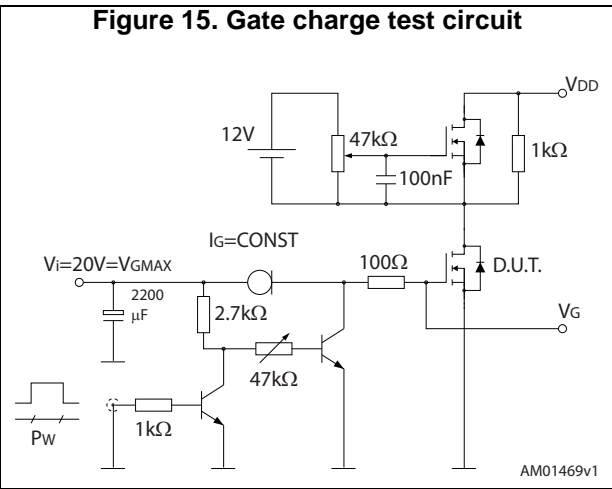 Figure 15. Gate charge test circuit
VDD
12V
47kΩ
1kΩ
100nF
IG=CONST
Vi=20V=VGMAX
100Ω
D.U.T.
2200
μF
2.7kΩ
VG
47kΩ
1kΩ
PW
AM01469v1